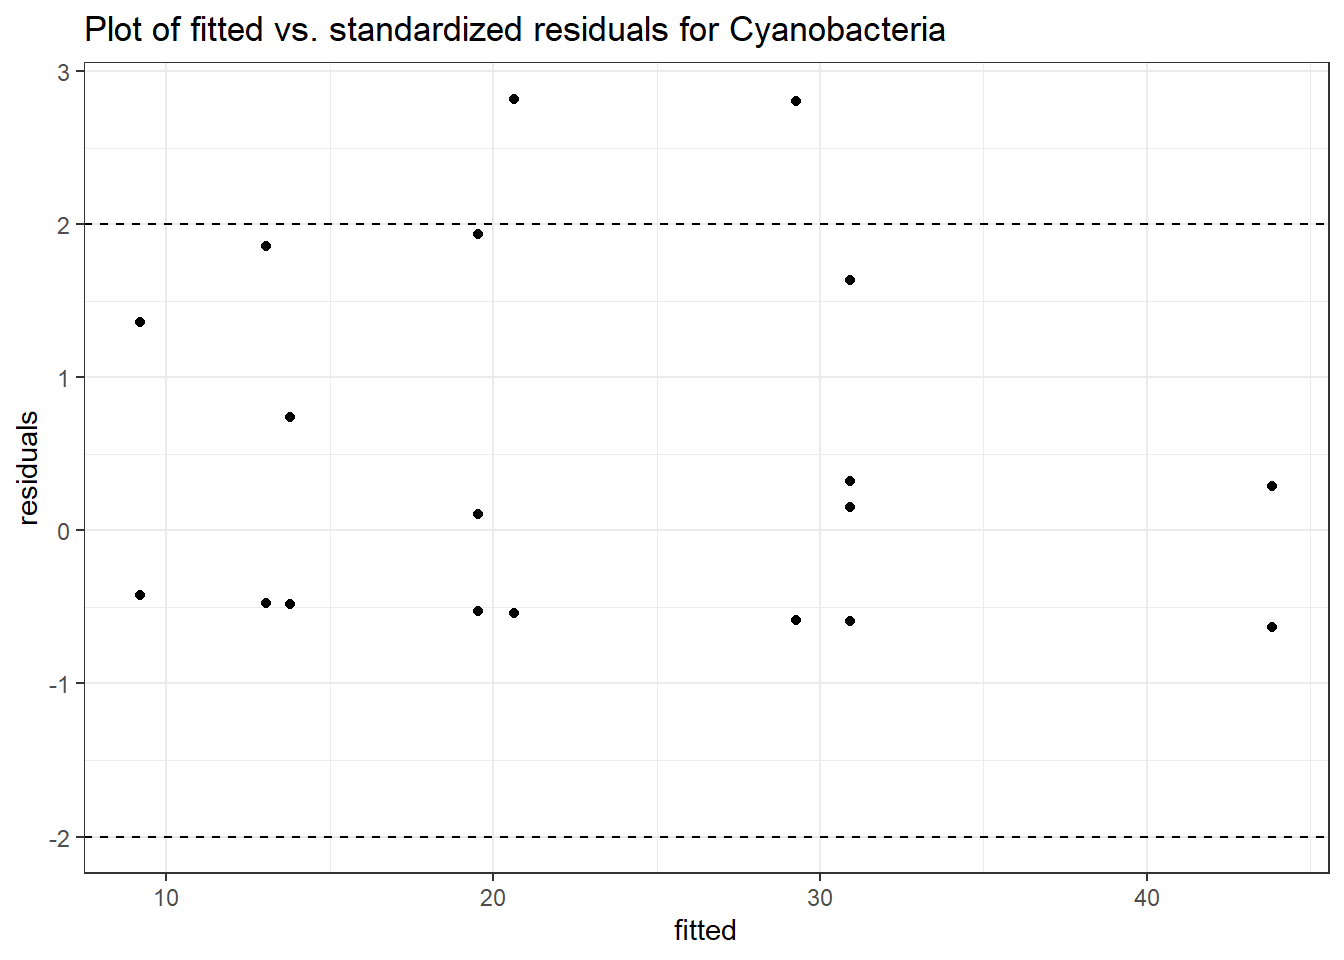 Plot of fitted vs. standardized residuals for Cyanobacteria
3
2
1
0
-1
-2
residuals
10 20 30 40
fitted